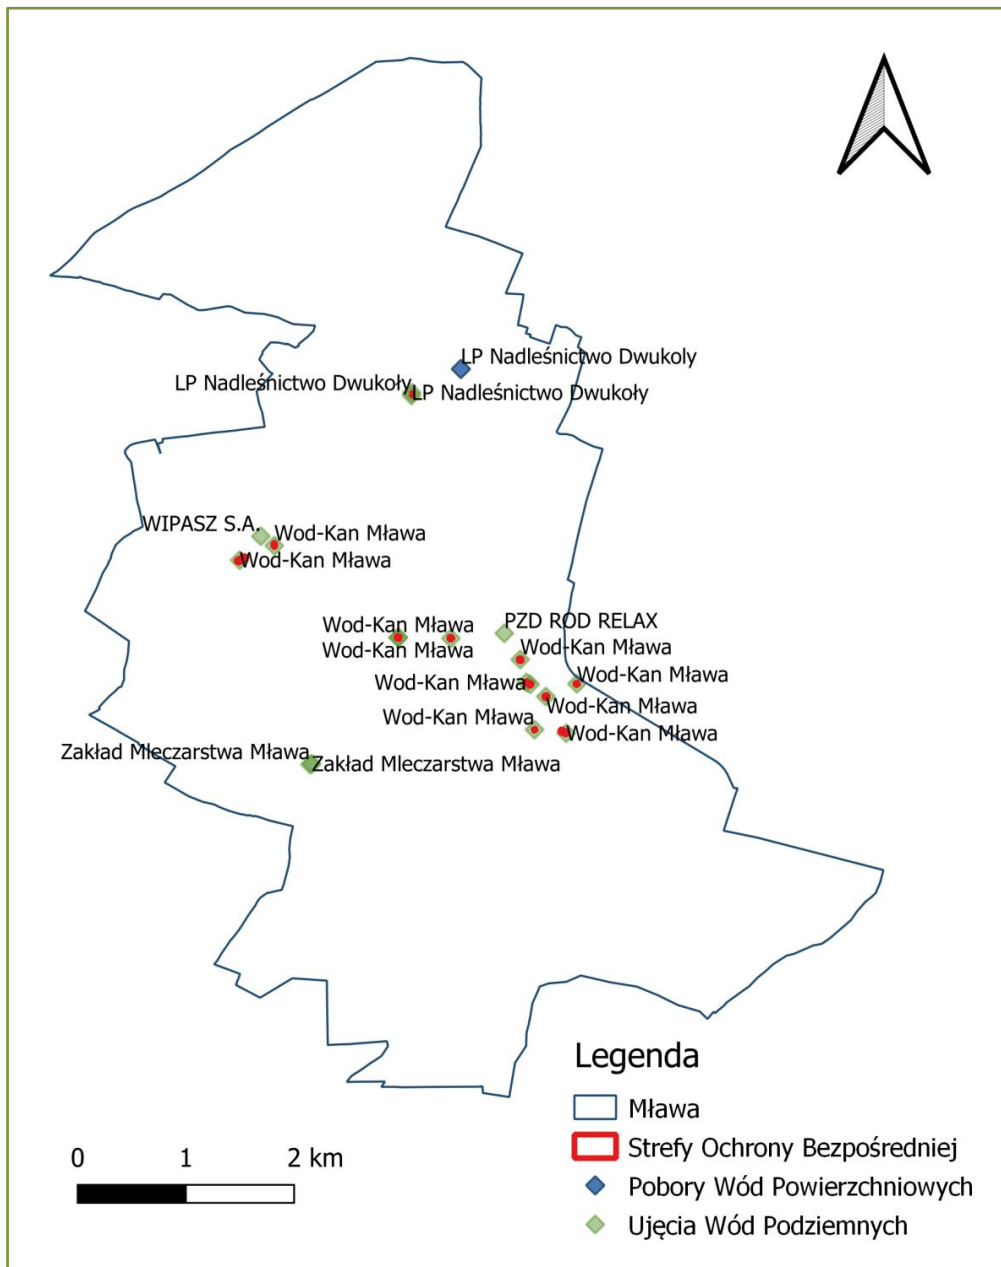 LP Nadleśnictwo Dwukoly
LP Nadleśnictwo Dwukoły
LP Nadleśnictwo Dwukoły
WIPASZ S.A.
Wod-Kan Mława
Wod-Kan Mława
PZD ROD RELAX
Wod-Kan Mława
Wod-Kan Mława
Wod-Kan Mława
Wod-Kan Mława
Wod-Kan Mława
Wod-Kan Mława
Wod-Kan Mława
Wod-Kan Mława
Zakład Mleczarstwa Mława
Zakład Mleczarstwa Mława
Legenda
Mława
Strefy Ochrony Bezpośredniej
Pobory Wód Powierzchniowych
Ujęcia Wód Podziemnych
0 1 2 km